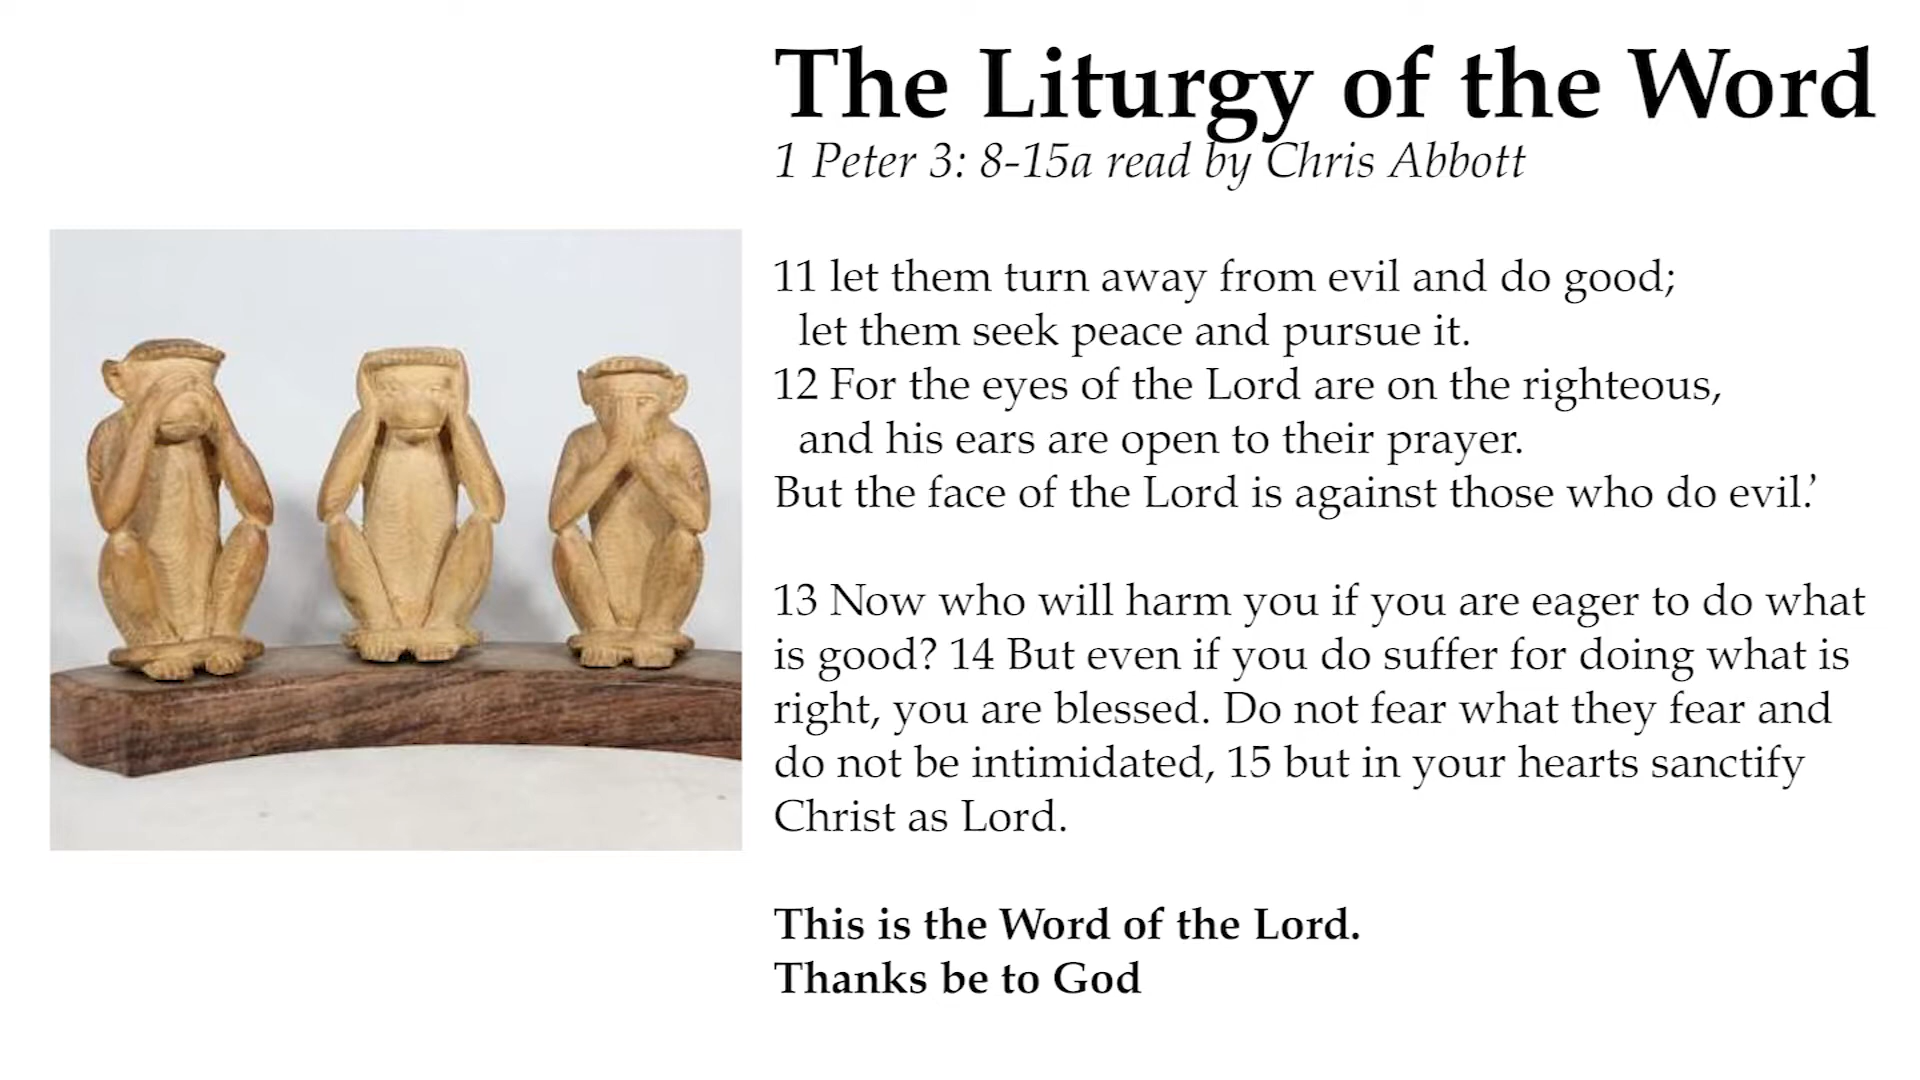 The Liturgy of the Word
1 Peter 3: 8-15a read by Chris Abbott
11 let them turn away from evil and do good;
let them seek peace and pursue it.
12 For the eyes of the Lord are on the righteous,
and his ears are open to their prayer.
But the face of the Lord is against those who do evil.’
13 Now who will harm you if you are eager to do what
is good? 14 But even if you do suffer for doing what is
right, you are blessed. Do not fear what they fear and
do not be intimidated, 15 but in your hearts sanctify
Christ as Lord.
This is the Word of the Lord.
Thanks be to God